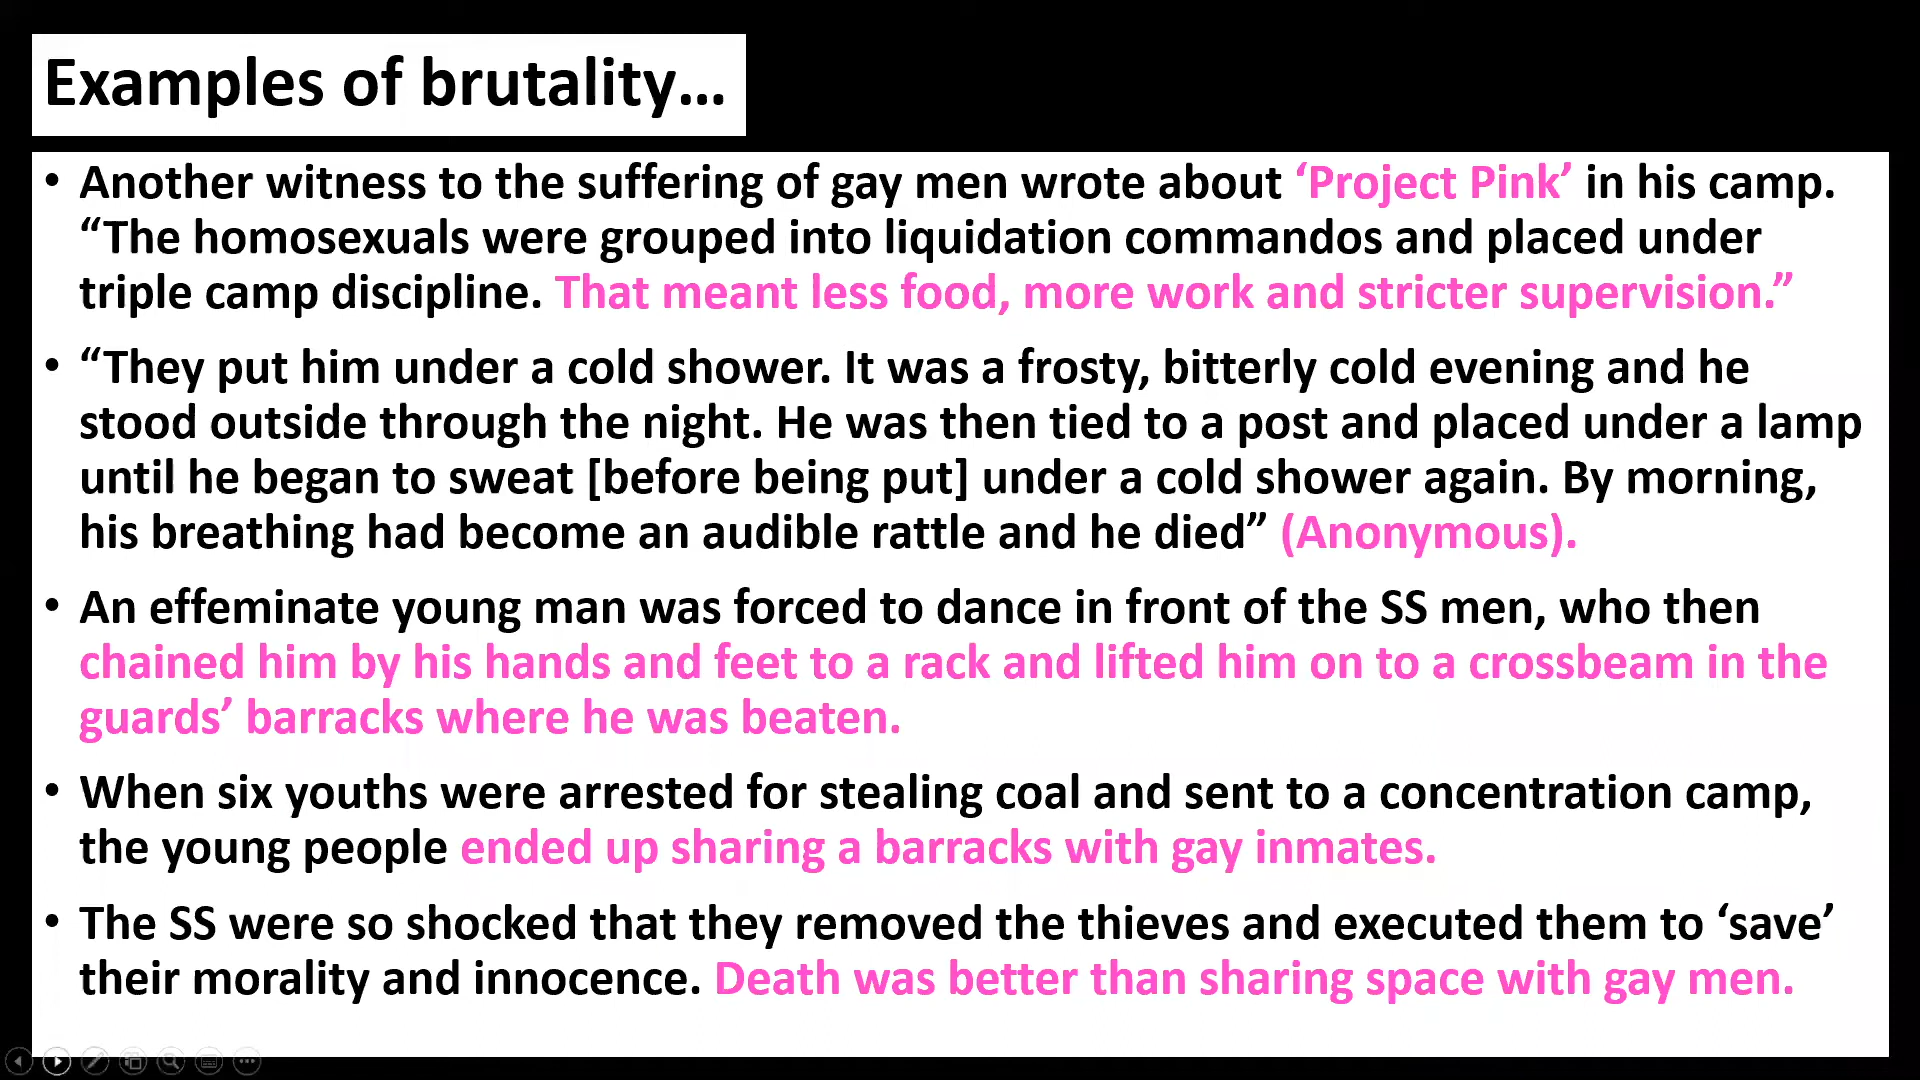 Examples of brutality...
• Another witness to the suffering of gay men wrote about ‘Project Pink’ in his camp.
“The homosexuals were grouped into liquidation commandos and placed under
triple camp discipline. That meant less food, more work and stricter supervision.”
• “They put him under a cold shower. It was a frosty, bitterly cold evening and he
stood outside through the night. He was then tied to a post and placed under a lamp
until he began to sweat [before being put] under a cold shower again. By morning,
his breathing had become an audible rattle and he died” (Anonymous).
• An effeminate young man was forced to dance in front of the SS men, who then
chained him by his hands and feet to a rack and lifted him on to a crossbeam in the
guards’ barracks where he was beaten.
• When six youths were arrested for stealing coal and sent to a concentration camp,
the young people ended up sharing a barracks with gay inmates.
• The SS were so shocked that they removed the thieves and executed them to ‘save’
their morality and innocence. Death was better than sharing space with gay men.